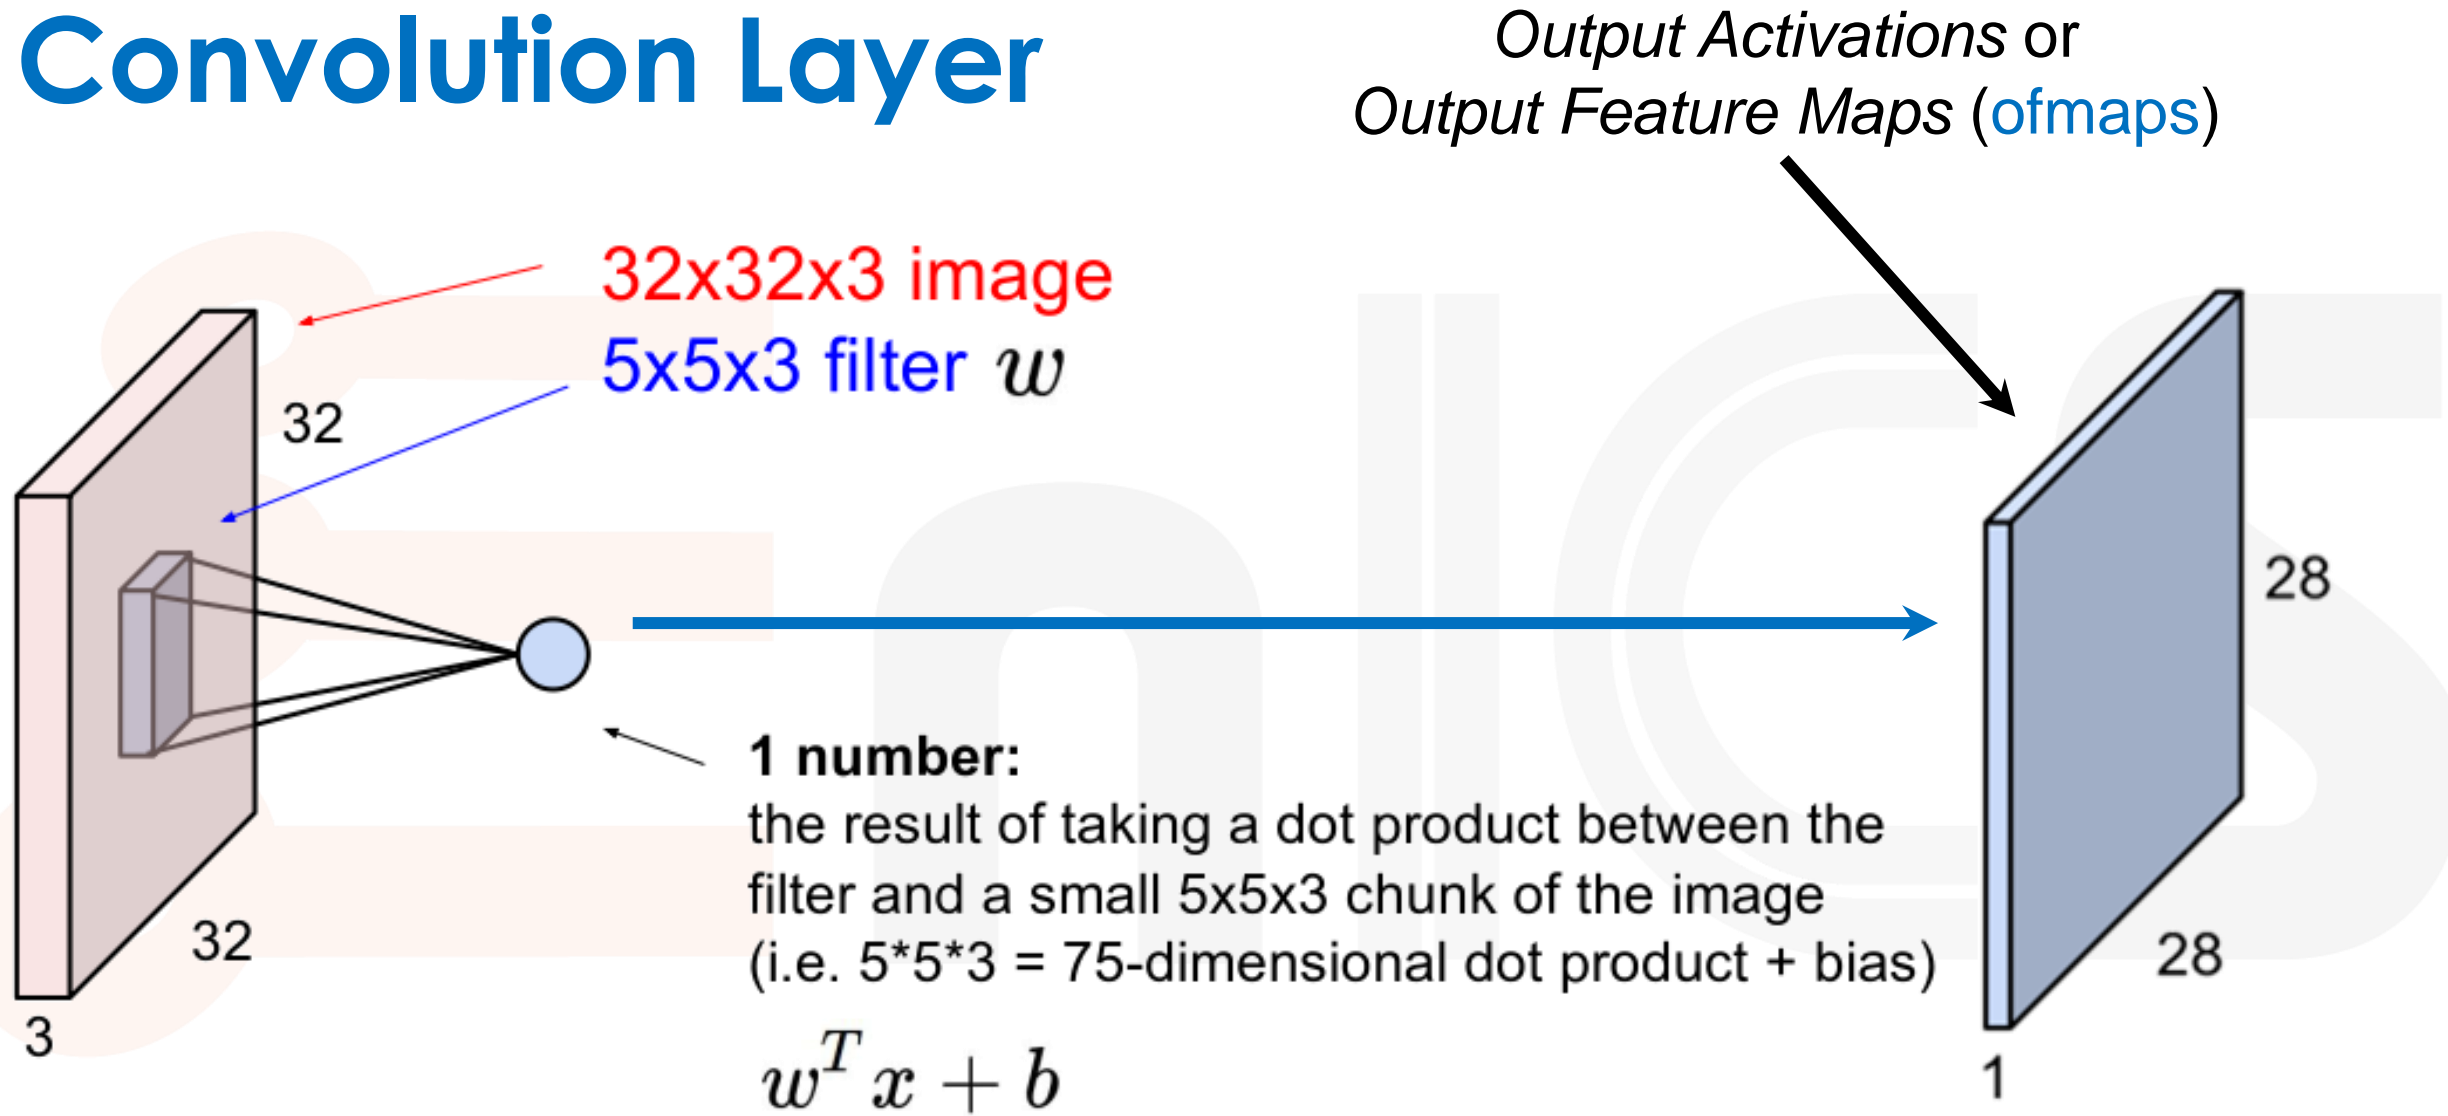 Convolution Layer
Output Activations or
Output Feature Maps (ofmaps)
32x32x3 image
5x5x3 filter w
32
32
3
1 number:
the result of taking a dot product between the
filter and a small 5x5x3 chunk of the image
(i.e. 5*5*3 = 75-dimensional dot product + bias)
w^T x + b
28
28
1
nICS